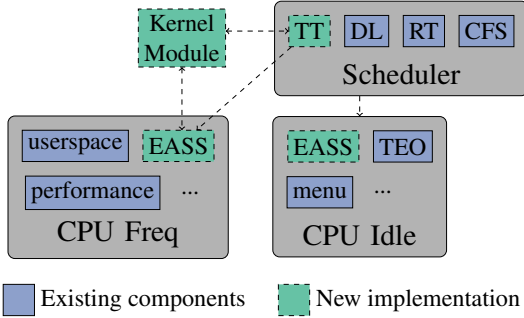 Kernel
Module
TT DL RT CFS
Scheduler
userspace EASS
performance ...
CPU Freq
EASS TEO
menu ...
CPU Idle
Existing components New implementation